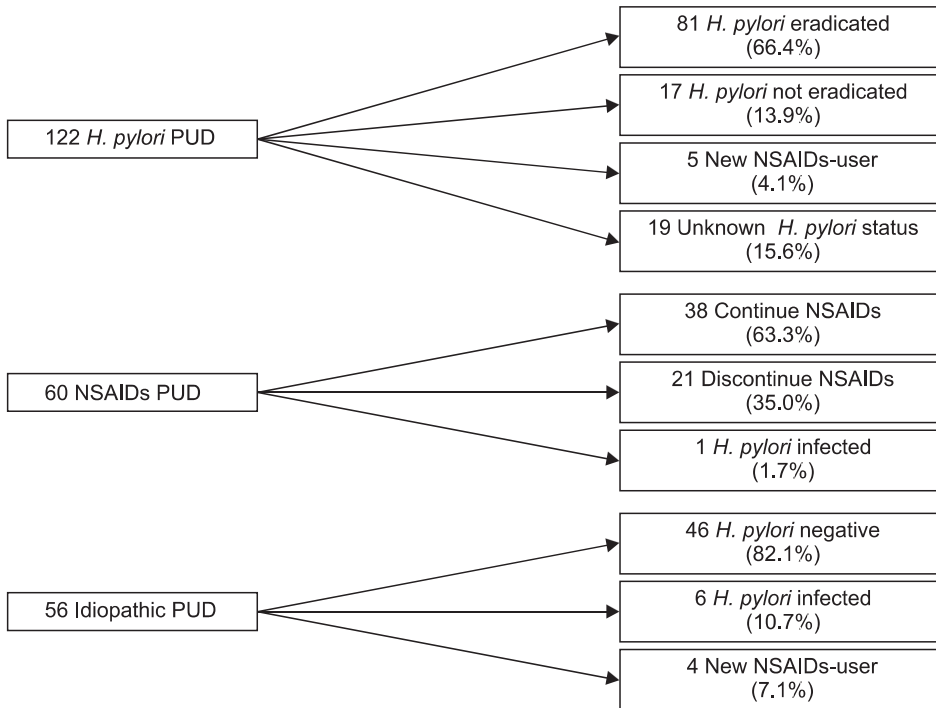 122 H. pylori PUD
81 H. pylori eradicated
(66.4%)
17 H. pylori not eradicated
(13.9%)
5 New NSAIDs-user
(4.1%)
19 Unknown H. pylori status
(15.6%)
60 NSAIDs PUD
38 Continue NSAIDs
(63.3%)
21 Discontinue NSAIDs
(35.0%)
1 H. pylori infected
(1.7%)
56 Idiopathic PUD
46 H. pylori negative
(82.1%)
6 H. pylori infected
(10.7%)
4 New NSAIDs-user
(7.1%)